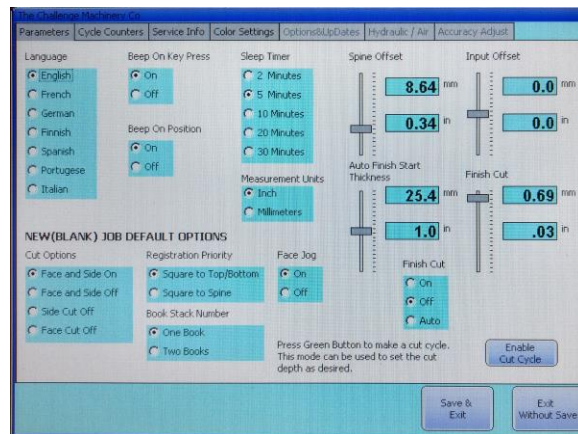 The Challenge Machinery Co.
Parameters Cycle Counters Service Info Color Settings Options&UpDates Hydraulic / Air Accuracy Adjust
Language
English
French
German
Finnish
Spanish
Portugese
Italian
Beep On Key Press
On
Off
Beep On Position
On
Off
Sleep Timer
2 Minutes
5 Minutes
10 Minutes
20 Minutes
30 Minutes
Measurement Units
Inch
Millimeters
Spine Offset
8.64 mm
0.34 in
Input Offset
0.0 mm
0.0 in
Auto Finish Start
Thickness
25.4 mm
1.0 in
Finish Cut
0.69 mm
.03 in
NEW(BLANK) JOB DEFAULT OPTIONS
Cut Options
Face and Side On
Face and Side Off
Side Cut Off
Face Cut Off
Registration Priority
Square to Top/Bottom
Square to Spine
Book Stack Number
One Book
Two Books
Face Jog
On
Off
Finish Cut
On
Off
Auto
Press Green Button to make a cut cycle.
This mode can be used to set the cut
depth as desired.
Enable
Cut Cycle
Save &
Exit
Exit
Without Save